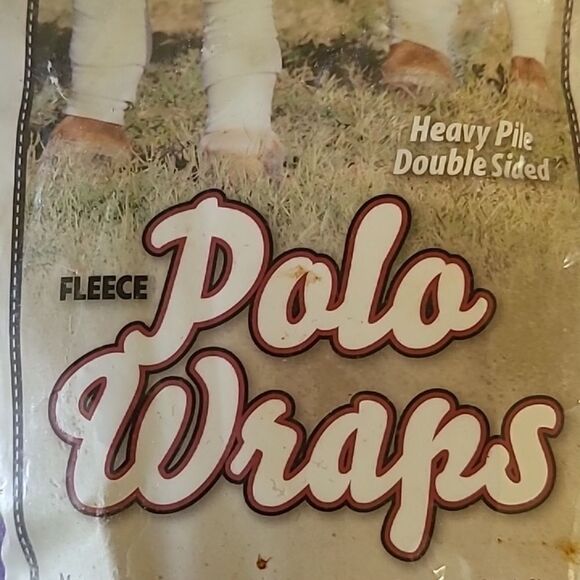 Heavy Pile
Double Sided
FLEECE Polo
Wraps